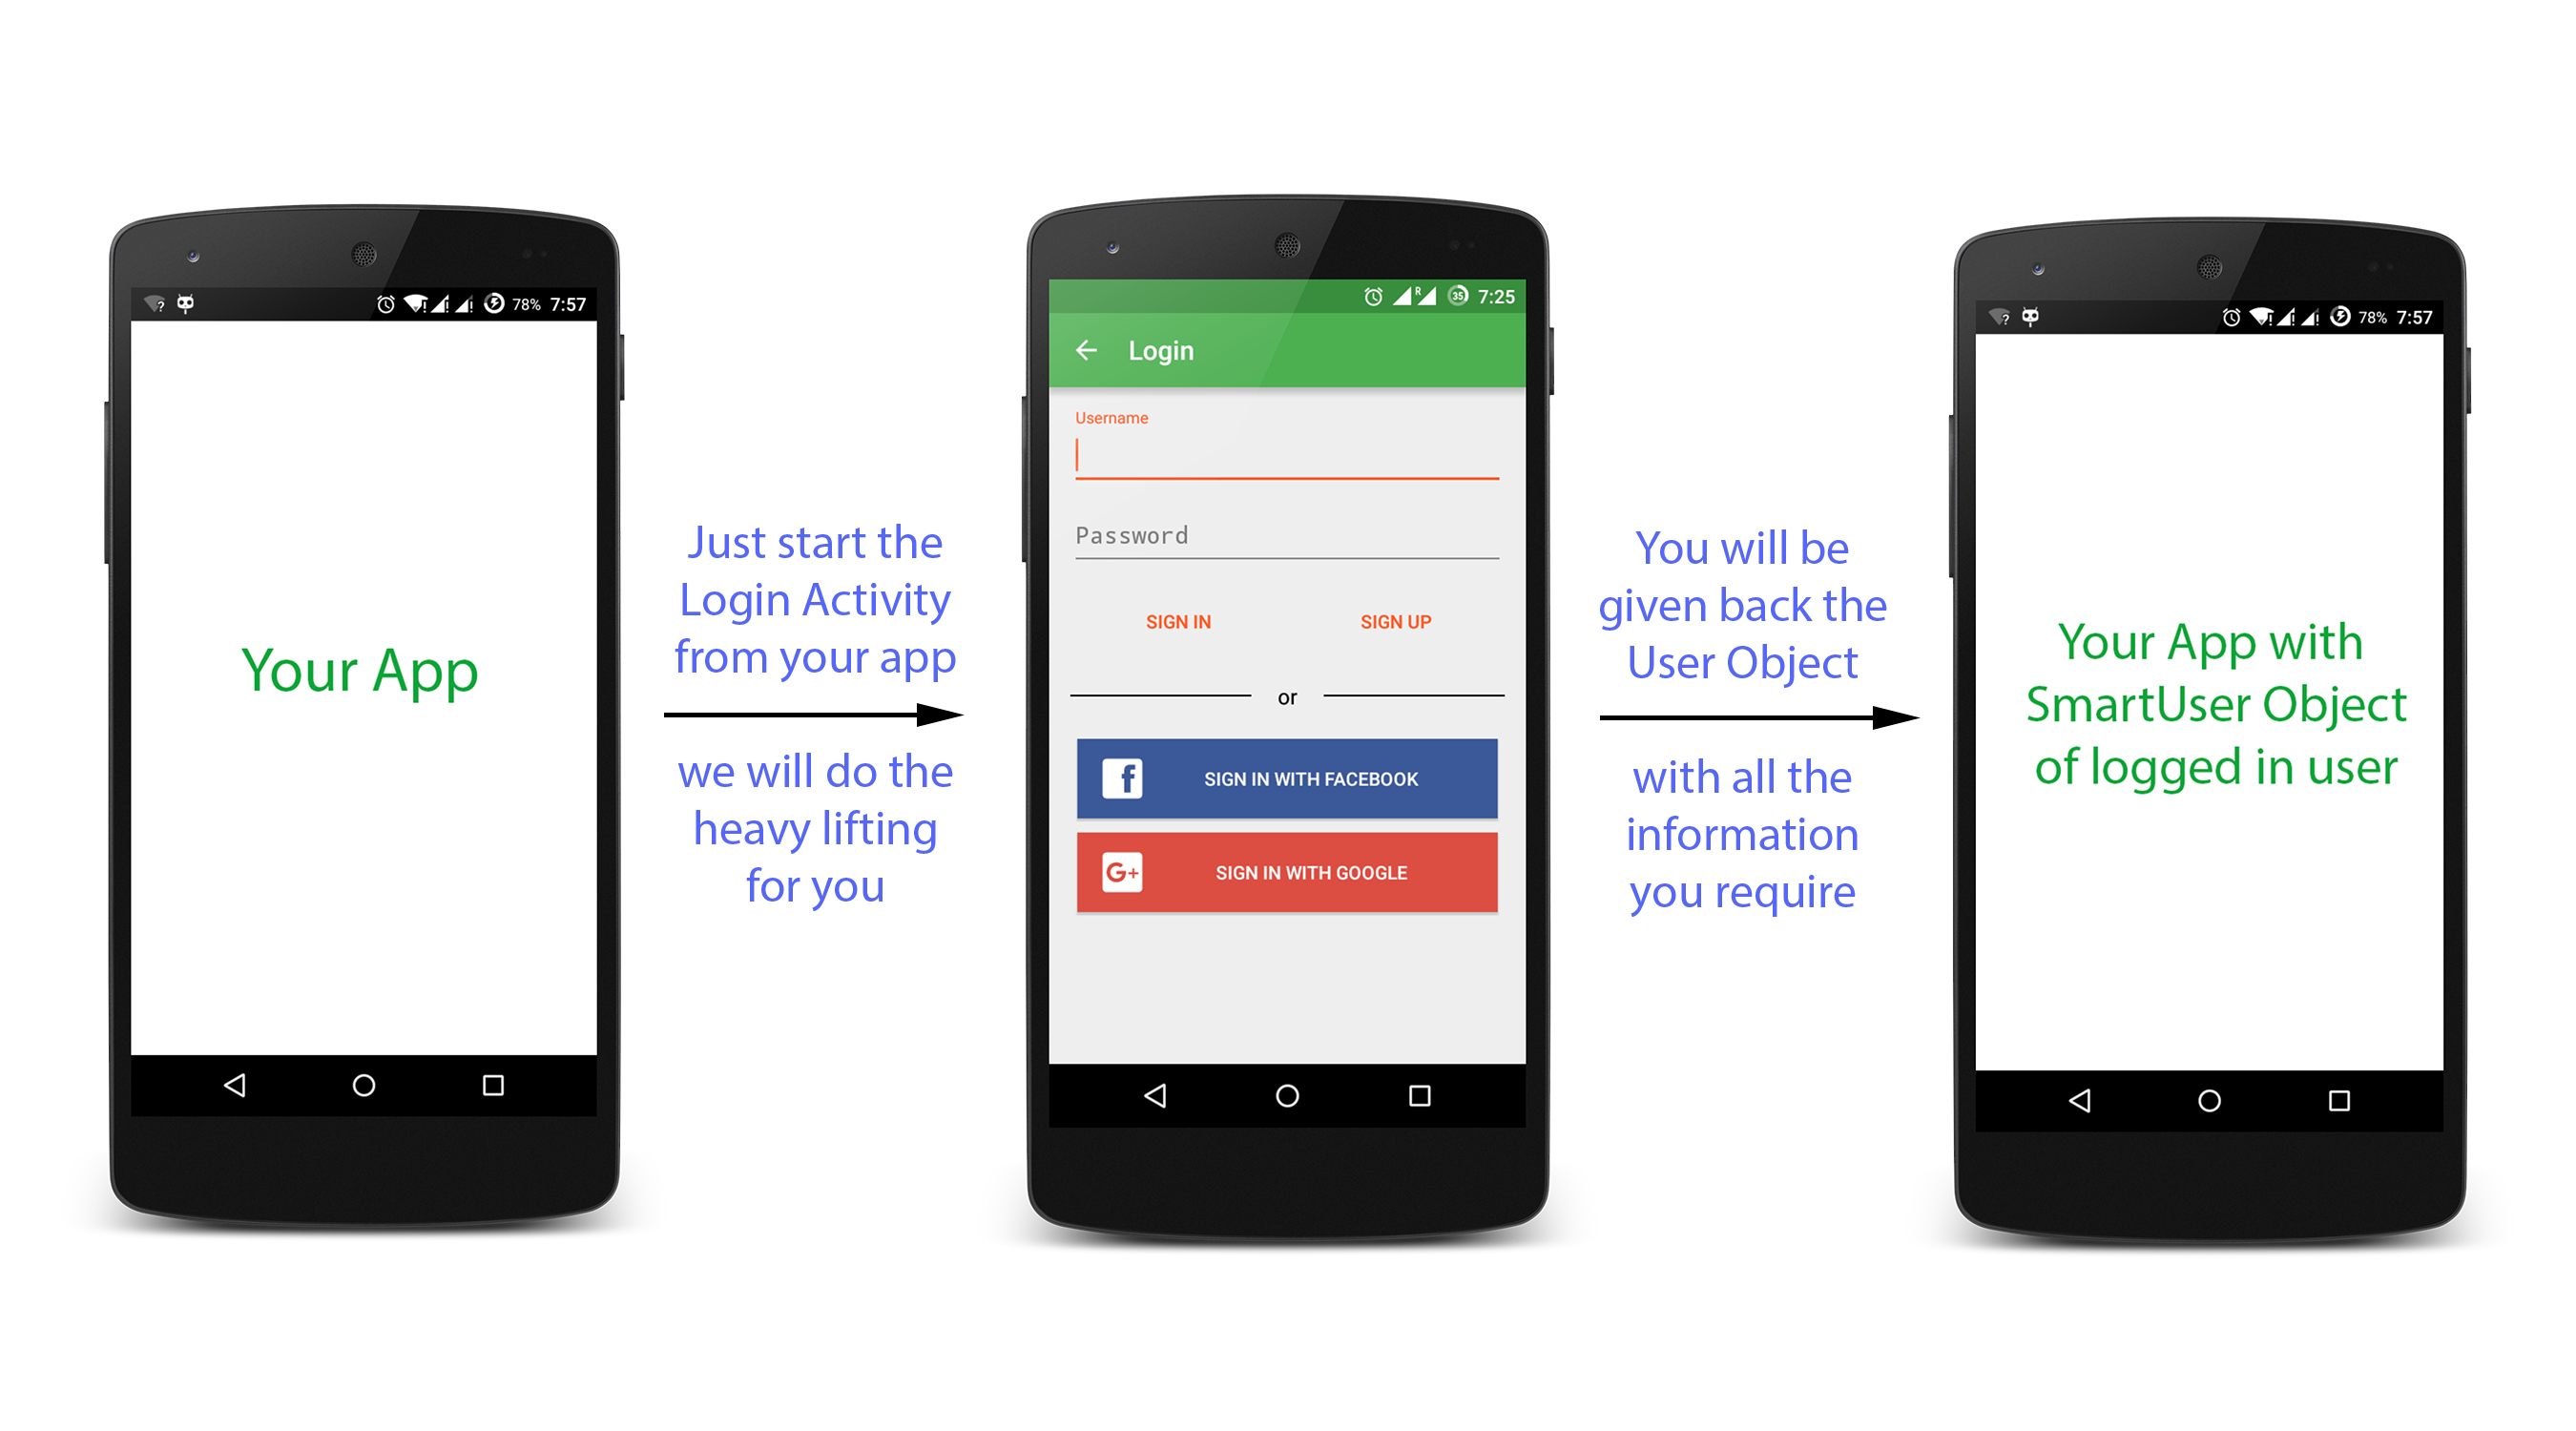 78% 7:57
Your App
Just start the
Login Activity
from your app
we will do the
heavy lifting
for you
R 35 7:25
Login
Username
Password
SIGN IN SIGN UP
or
f SIGN IN WITH FACEBOOK
G+ SIGN IN WITH GOOGLE
You will be
given back the
User Object
with all the
information
you require
78% 7:57
Your App with
SmartUser Object
of logged in user